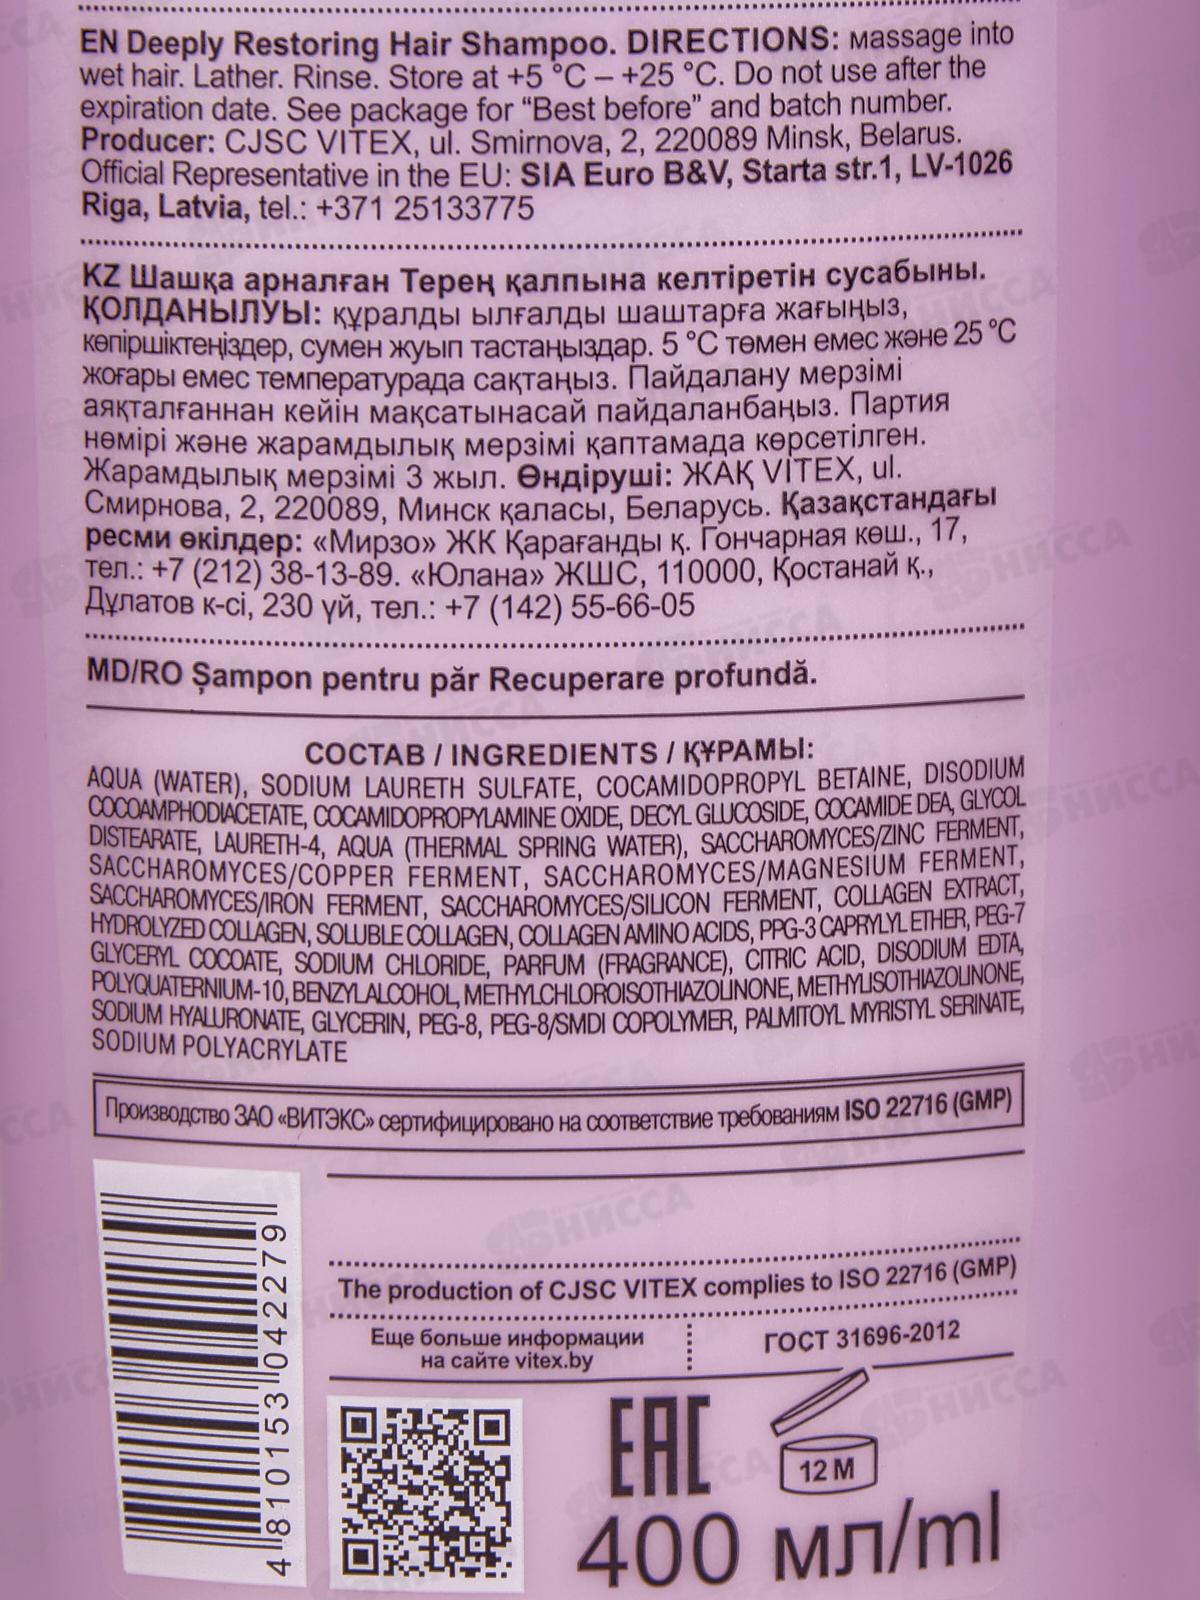 EN Deeply Restoring Hair Shampoo. DIRECTIONS: massage into
wet hair. Lather. Rinse. Store at +5 °C – +25 °C. Do not use after the
expiration date. See package for “Best before” and batch number.
Producer: CJSC VITEX, ul. Smirnova, 2, 220089 Minsk, Belarus.
Official Representative in the EU: SIA Euro B&V, Starta str.1, LV-1026
Riga, Latvia, tel.: +371 25133775
KZ Шашқа арналған Терең қалпына келтіретін сусабыны.
ҚОЛДАНЫЛУЫ: құралды ылғалды шаштарға жағыңыз,
көпіршіктеңіздер, сумен жуып тастаңыздар. 5 °C төмен емес және 25 °C
жоғары емес температурада сақтаңыз. Пайдалану мерзімі
аяқталғаннан кейін мақсатынасай пайдаланбаңыз. Партия
нөмірі және жарамдылық мерзімі қаптамада көрсетілген.
Жарамдылық мерзімі 3 жыл. Өндіруші: ЖАҚ VITEX, ul.
Смирнова, 2, 220089, Минск қаласы, Беларусь. Қазақстандағы
ресми өкілдер: «Мирзо» ЖК Қарағанды қ. Гончарная көш., 17,
тел.: +7 (212) 38-13-89. «Юлана» ЖШС, 110000, Қостанай қ.,
Дұлатов к-сі, 230 үй, тел.: +7 (142) 55-66-05
MD/RO Șampon pentru păr Recuperare profundă.
СОСТАВ / INGREDIENTS / ҚҰРАМЫ:
AQUA (WATER), SODIUM LAURETH SULFATE, COCAMIDOPROPYL BETAINE, DISODIUM
COCOAMPHODIACETATE, COCAMIDOPROPYLAMINE OXIDE, DECYL GLUCOSIDE, COCAMIDE DEA, GLYCOL
DISTEARATE, LAURETH-4, AQUA (THERMAL SPRING WATER), SACCHAROMYCES/ZINC FERMENT,
SACCHAROMYCES/COPPER FERMENT, SACCHAROMYCES/MAGNESIUM FERMENT,
SACCHAROMYCES/IRON FERMENT, SACCHAROMYCES/SILICON FERMENT, COLLAGEN EXTRACT,
HYDROLYZED COLLAGEN, SOLUBLE COLLAGEN, COLLAGEN AMINO ACIDS, PPG-3 CAPRYLYL ETHER, PEG-7
GLYCERYL COCOATE, SODIUM CHLORIDE, PARFUM (FRAGRANCE), CITRIC ACID, DISODIUM EDTA,
POLYQUATERNIUM-10, BENZYL ALCOHOL, METHYLCHLOROISOTHIAZOLINONE, METHYLISOTHIAZOLINONE,
SODIUM HYALURONATE, GLYCERIN, PEG-8, PEG-8/SMDI COPOLYMER, PALMITOYL MYRISTYL SERINATE,
SODIUM POLYACRYLATE
Производство ЗАО «ВИТЭКС» сертифицировано на соответствие требованиям ISO 22716 (GMP)
The production of CJSC VITEX complies to ISO 22716 (GMP)
Еще больше информации
на сайте vitex.by
ГОСТ 31696-2012
4 810153 042279
EAC
12 M
400 мл/ml